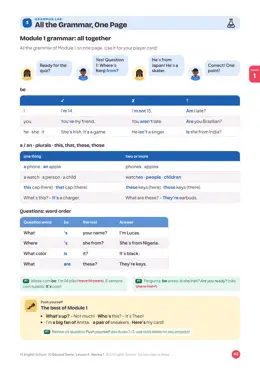 GRAMMAR LAB
All the Grammar, One Page
Module 1 grammar: all together
All the grammar of Module 1 on one page. Use it for your player card!
Ready for the quiz?
Yes! Question 1: Where's Kenji from?
He's from Japan! He's a skater.
Correct! One point!
1
be
✓ ✗ ?
I I'm 14. I'm not 15. Am I late?
you You're my friend. You aren't late. Are you Brazilian?
he · she · it She's Irish. It's a game. He isn't a singer. Is she from India?
a / an · plurals · this, that, these, those
one thing two or more
a phone · an apple phones · apples
a watch · a person · a child watches · people · children
this cap (here) · that cap (there) these keys (here) · those keys (there)
What's this? – It's a charger. What are these? – They're earbuds.
Questions: word order
Question word be the rest Answer
What 's your name? I'm Lucas.
Where 's she from? She's from Nigeria.
What color is it? It's black.
What are these? They're keys.
Push yourself!
The best of Module 1
• What's up? – Not much! · Who's this? – It's Theo!
• I'm a big fan of Anitta. · a pair of sneakers · Here's my card!